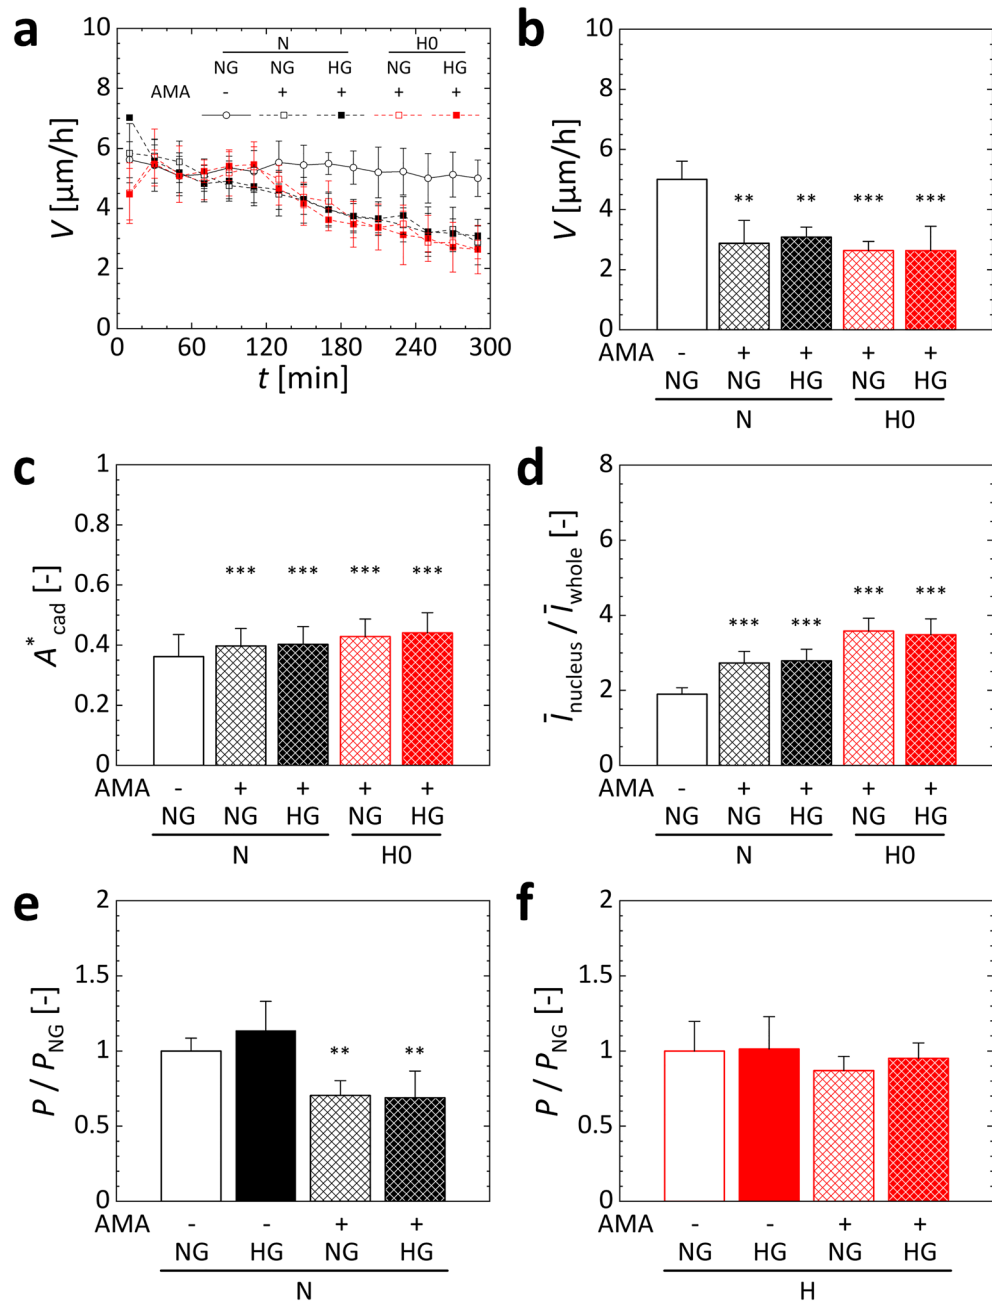 a
N H0
NG NG HG NG HG
AMA - + + + +
10
8
6
4
2
0
V [μm/h]
0 60 120 180 240 300
t [min]
b
10
8
6
4
2
0
V [μm/h]
** ** *** ***
AMA - + + + +
NG NG HG NG HG
N H0
c
1
0.8
0.6
0.4
0.2
0
A*cad [-]
*** *** *** ***
AMA - + + + +
NG NG HG NG HG
N H0
d
8
6
4
2
0
Īnucleus / Īwhole [-]
*** *** *** ***
AMA - + + + +
NG NG HG NG HG
N H0
e
2
1.5
1
0.5
0
P / PNG [-]
** **
AMA - - + +
NG HG NG HG
N
f
2
1.5
1
0.5
0
P / PNG [-]
AMA - - + +
NG HG NG HG
H